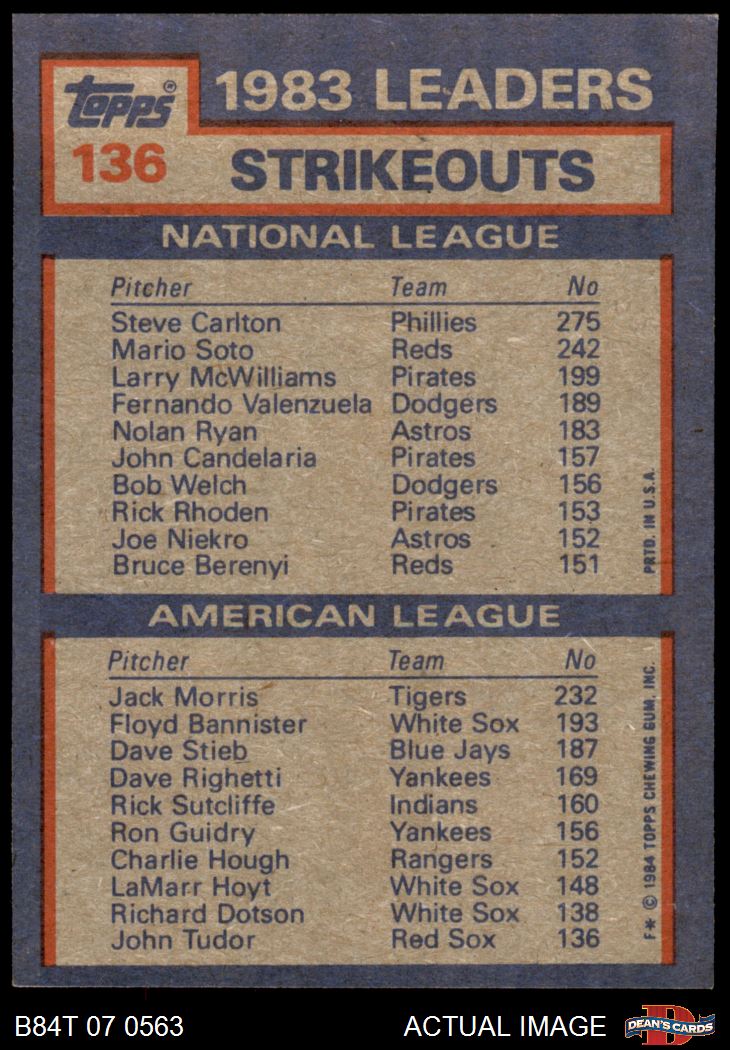 Topps®
136
1983 LEADERS
STRIKEOUTS
NATIONAL LEAGUE
Pitcher Team No
Steve Carlton Phillies 275
Mario Soto Reds 242
Larry McWilliams Pirates 199
Fernando Valenzuela Dodgers 189
Nolan Ryan Astros 183
John Candelaria Pirates 157
Bob Welch Dodgers 156
Rick Rhoden Pirates 153
Joe Niekro Astros 152
Bruce Berenyi Reds 151
PRTD. IN U.S.A.
AMERICAN LEAGUE
Pitcher Team No
Jack Morris Tigers 232
Floyd Bannister White Sox 193
Dave Stieb Blue Jays 187
Dave Righetti Yankees 169
Rick Sutcliffe Indians 160
Ron Guidry Yankees 156
Charlie Hough Rangers 152
LaMarr Hoyt White Sox 148
Richard Dotson White Sox 138
John Tudor Red Sox 136
F* © 1984 TOPPS CHEWING GUM, INC.
B84T 07 0563
ACTUAL IMAGE
D
DEAN'S CARDS